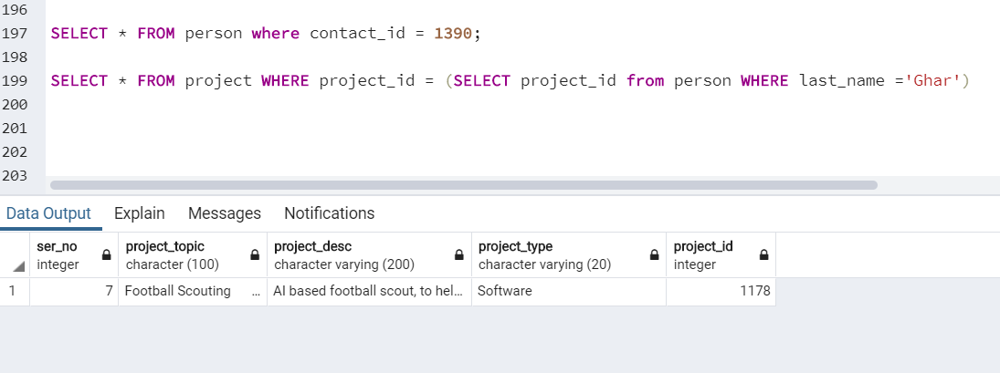 196
197 SELECT * FROM person where contact_id = 1390;
198
199 SELECT * FROM project WHERE project_id = (SELECT project_id from person WHERE last_name ='Ghar')
200
201
202
203
Data Output Explain Messages Notifications
ser_no project_topic project_desc project_type project_id
integer character (100) character varying (200) character varying (20) integer
1 7 Football Scouting ... AI based football scout, to hel... Software 1178